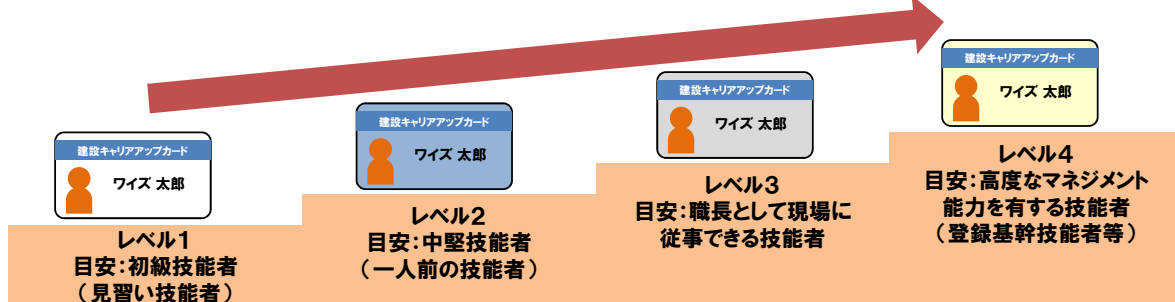 建設キャリアアップカード
ワイズ 太郎
レベル1
目安:初級技能者
(見習い技能者)
建設キャリアアップカード
ワイズ 太郎
レベル2
目安:中堅技能者
(一人前の技能者)
建設キャリアアップカード
ワイズ 太郎
レベル3
目安:職長として現場に
従事できる技能者
建設キャリアアップカード
ワイズ 太郎
レベル4
目安:高度なマネジメント
能力を有する技能者
(登録基幹技能者等)